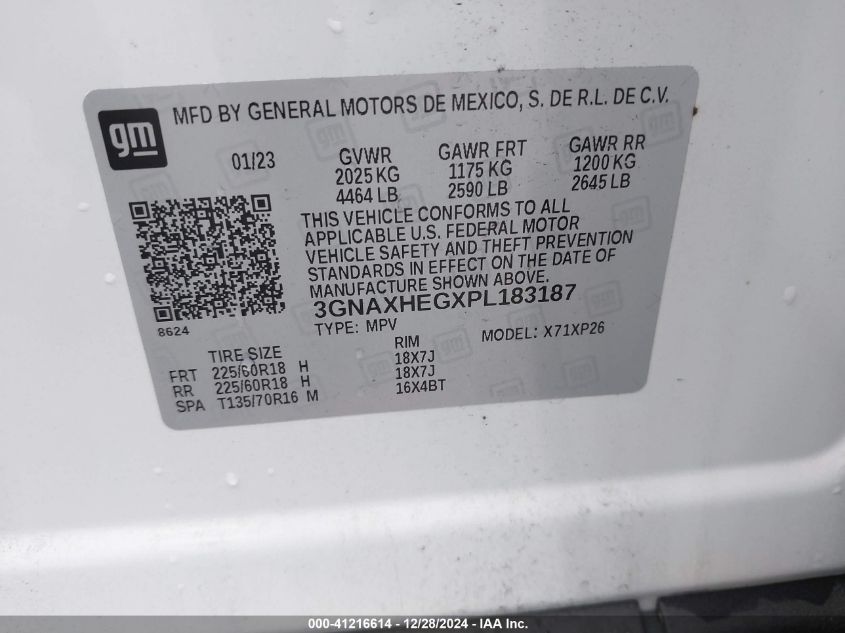 gm
MFD BY GENERAL MOTORS DE MEXICO, S. DE R.L. DE C.V.
01/23 GVWR GAWR FRT GAWR RR
2025 KG 1175 KG 1200 KG
4464 LB 2590 LB 2645 LB
THIS VEHICLE CONFORMS TO ALL
APPLICABLE U.S. FEDERAL MOTOR
VEHICLE SAFETY AND THEFT PREVENTION
STANDARDS IN EFFECT ON THE DATE OF
MANUFACTURE SHOWN ABOVE.
3GNAXHEGXPL183187
8624
TYPE: MPV MODEL: X71XP26
TIRE SIZE RIM
FRT 225/60R18 H 18X7J
RR 225/60R18 H 18X7J
SPA T135/70R16 M 16X4BT
000-41216614 - 12/28/2024 - IAA Inc.